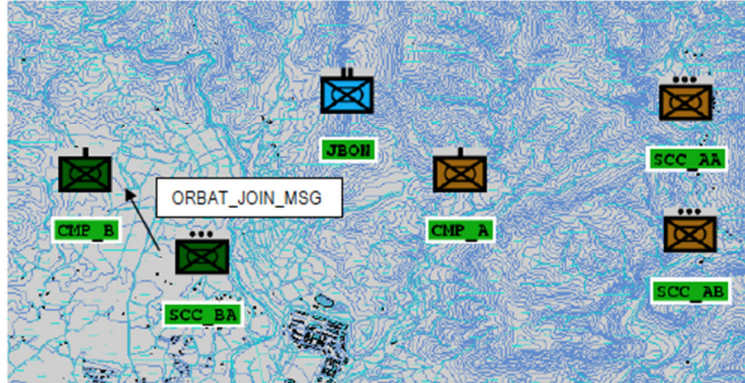 JBON
SCC_AA
CMP_B
ORBAT_JOIN_MSG
CMP_A
SCC_BA
SCC_AB